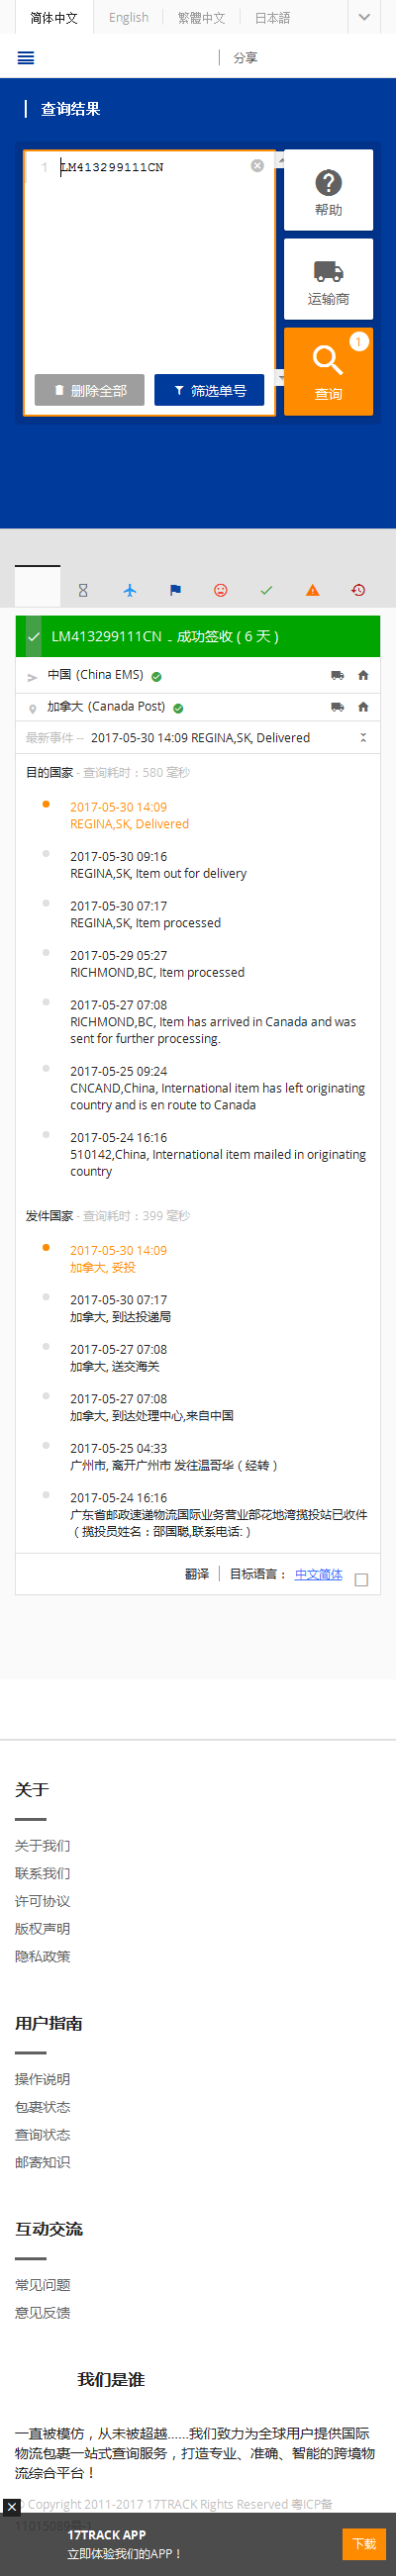 简体中文 English 繁體中文 日本語
分享
查询结果
1 LM413299111CN
帮助
运输商
1
查询
删除全部 筛选单号
LM413299111CN - 成功签收 ( 6 天 )
中国 (China EMS)
加拿大 (Canada Post)
最新事件 -- 2017-05-30 14:09 REGINA,SK, Delivered
目的国家 - 查询耗时：580 毫秒
2017-05-30 14:09
REGINA,SK, Delivered
2017-05-30 09:16
REGINA,SK, Item out for delivery
2017-05-30 07:17
REGINA,SK, Item processed
2017-05-29 05:27
RICHMOND,BC, Item processed
2017-05-27 07:08
RICHMOND,BC, Item has arrived in Canada and was
sent for further processing.
2017-05-25 09:24
CNCAND,China, International item has left originating
country and is en route to Canada
2017-05-24 16:16
510142,China, International item mailed in originating
country
发件国家 - 查询耗时：399 毫秒
2017-05-30 14:09
加拿大, 妥投
2017-05-30 07:17
加拿大, 到达投递局
2017-05-27 07:08
加拿大, 送交海关
2017-05-27 07:08
加拿大, 到达处理中心,来自中国
2017-05-25 04:33
广州市, 离开广州市 发往温哥华（经转）
2017-05-24 16:16
广东省邮政速递物流国际业务营业部花地湾揽投站已收件
（揽投员姓名：邵国聪,联系电话:）
翻译 目标语言： 中文简体
关于
关于我们
联系我们
许可协议
版权声明
隐私政策
用户指南
操作说明
包裹状态
查询状态
邮寄知识
互动交流
常见问题
意见反馈
我们是谁
一直被模仿，从未被超越......我们致力为全球用户提供国际
物流包裹一站式查询服务，打造专业、准确、智能的跨境物
流综合平台！
© Copyright 2011-2017 17TRACK Rights Reserved 粤ICP备
11015089号-1
17TRACK APP
立即体验我们的APP！
下载